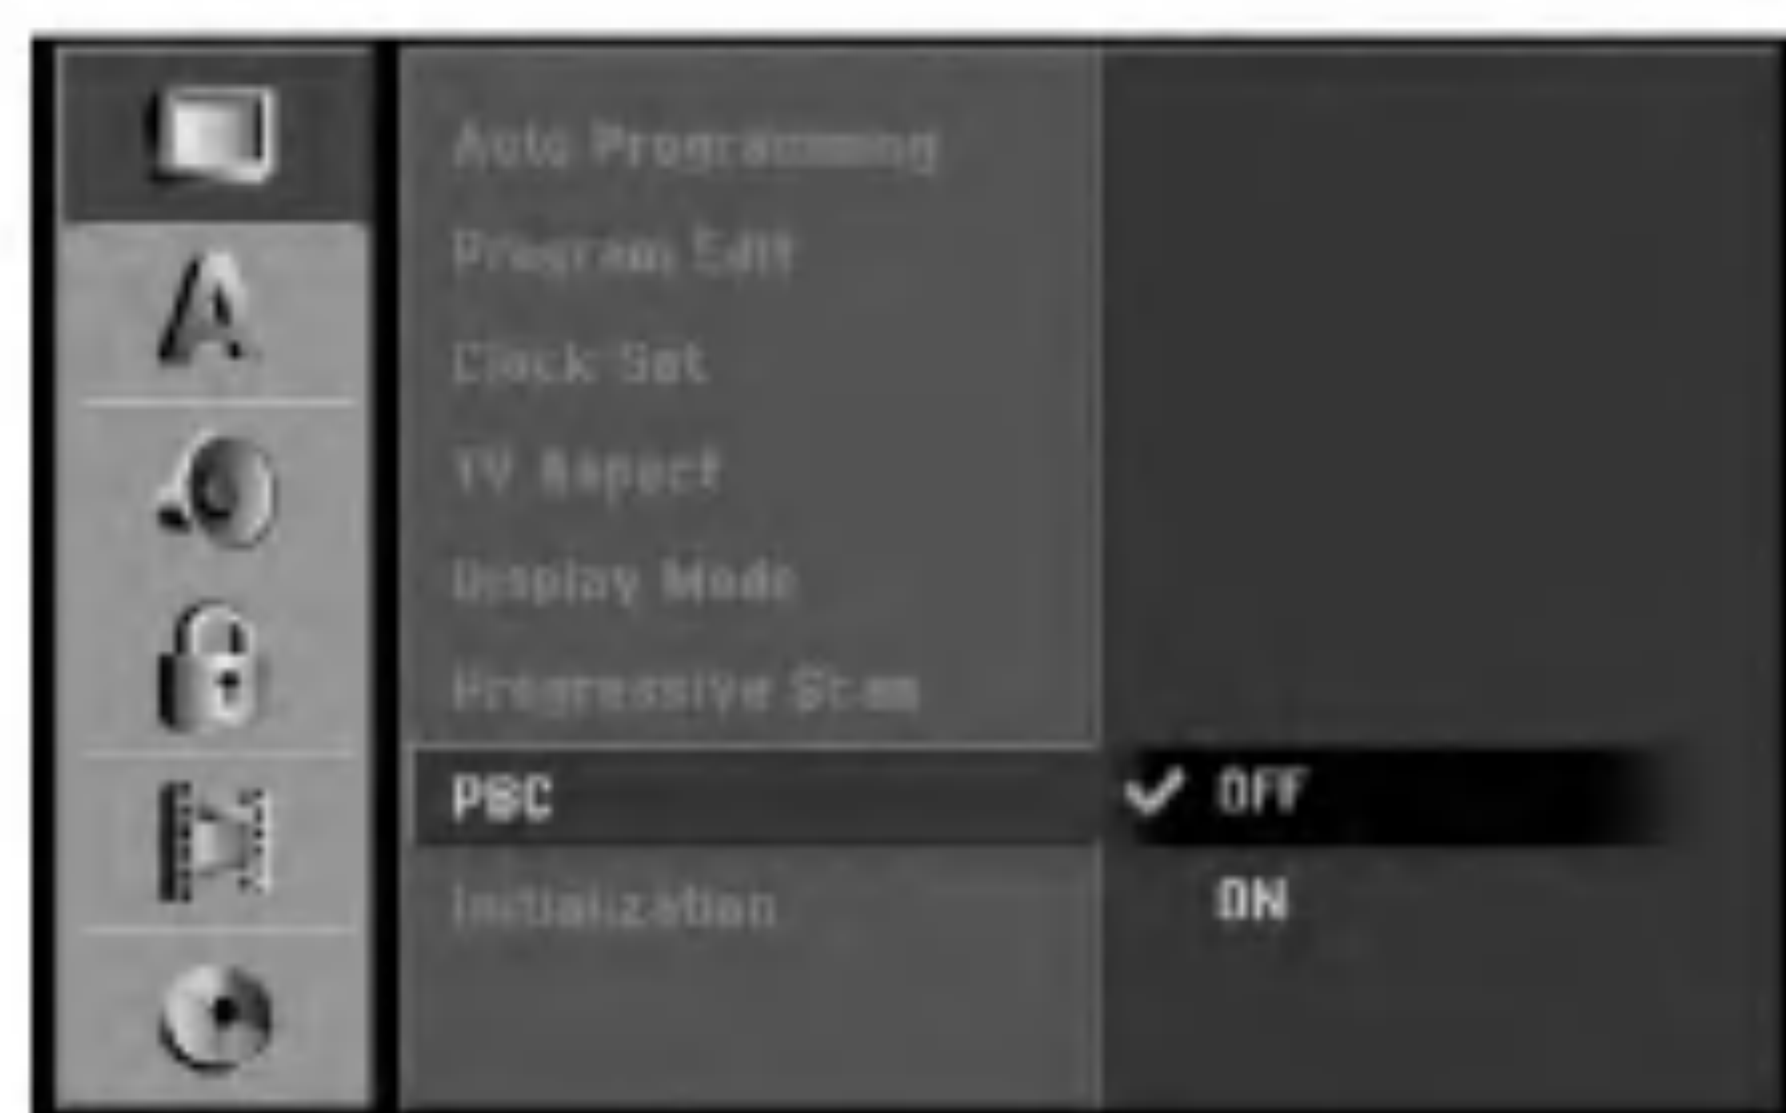 A
Auto Programming
Program Edit
Clock Set
TV Aspect
Display Mode
Progressive Scan
PBC
OFF
ON
Initialization